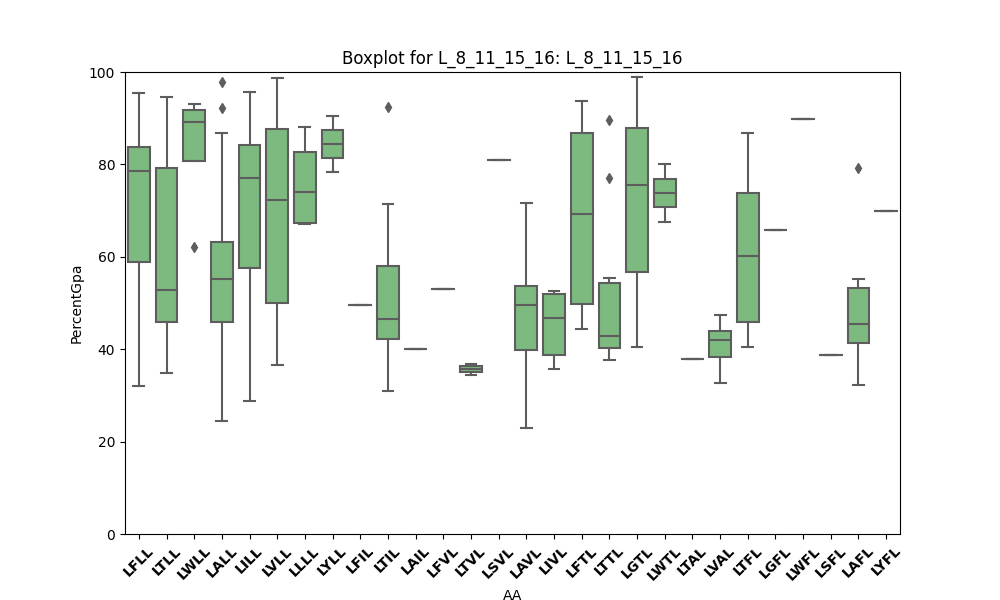 Boxplot for L_8_11_15_16: L_8_11_15_16
100
80
60
40
20
0
PercentGpa
LFLL LTLL LWLL LALL LILL LVLL LLLL LYLL LFIL LTIL LAIL LFVL LTVL LSVL LAVL LIVL LFTL LTTL LGTL LWTL LTAL LVAL LTFL LGFL LWFL LSFL LAFL LYFL
AA